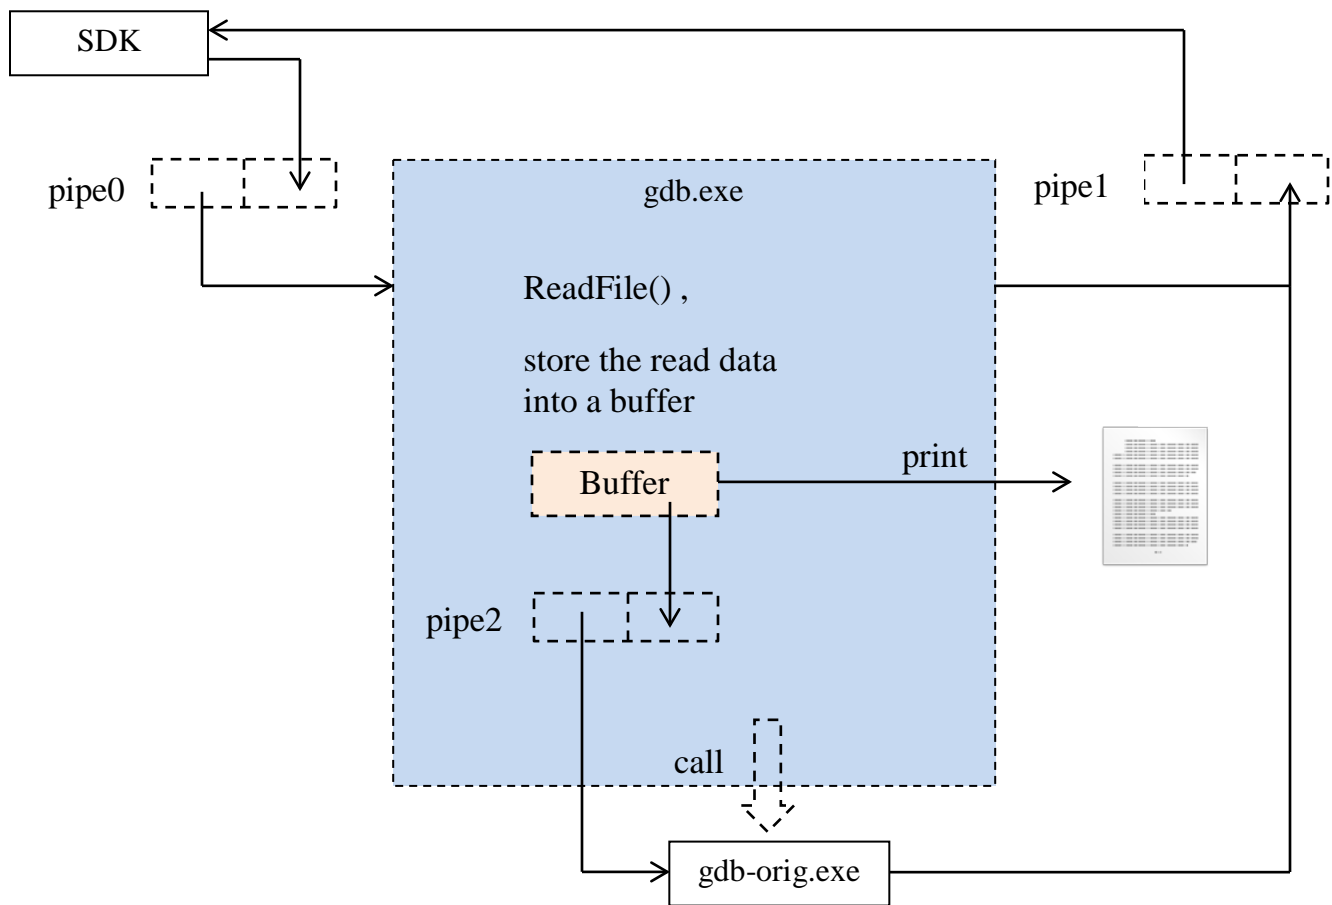 SDK
pipe0
gdb.exe
pipe1
ReadFile() ,
store the read data
into a buffer
print
Buffer
pipe2
call
gdb-orig.exe